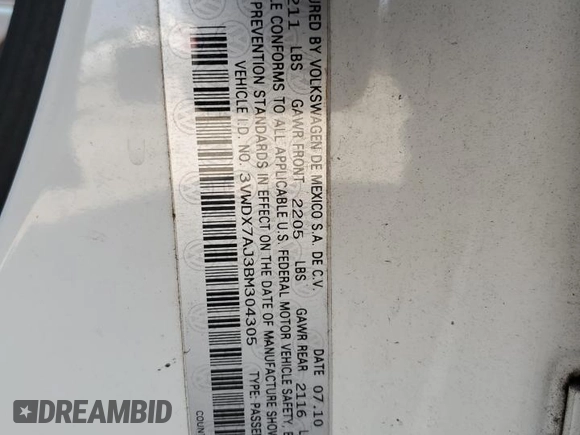 URED BY VOLKSWAGEN DE MEXICO S.A. DE C.V. DATE 07.10
211 LBS GAWR FRONT 2205 LBS GAWR REAR 2116 L
LE CONFORMS TO ALL APPLICABLE U.S. FEDERAL MOTOR VEHICLE SAFETY, B
PREVENTION STANDARDS IN EFFECT ON THE DATE OF MANUFACTURE SHOW
VEHICLE I.D. NO. 3VWDX7AJ3BM304305 TYPE: PASSE
COUNT
DREAMBID